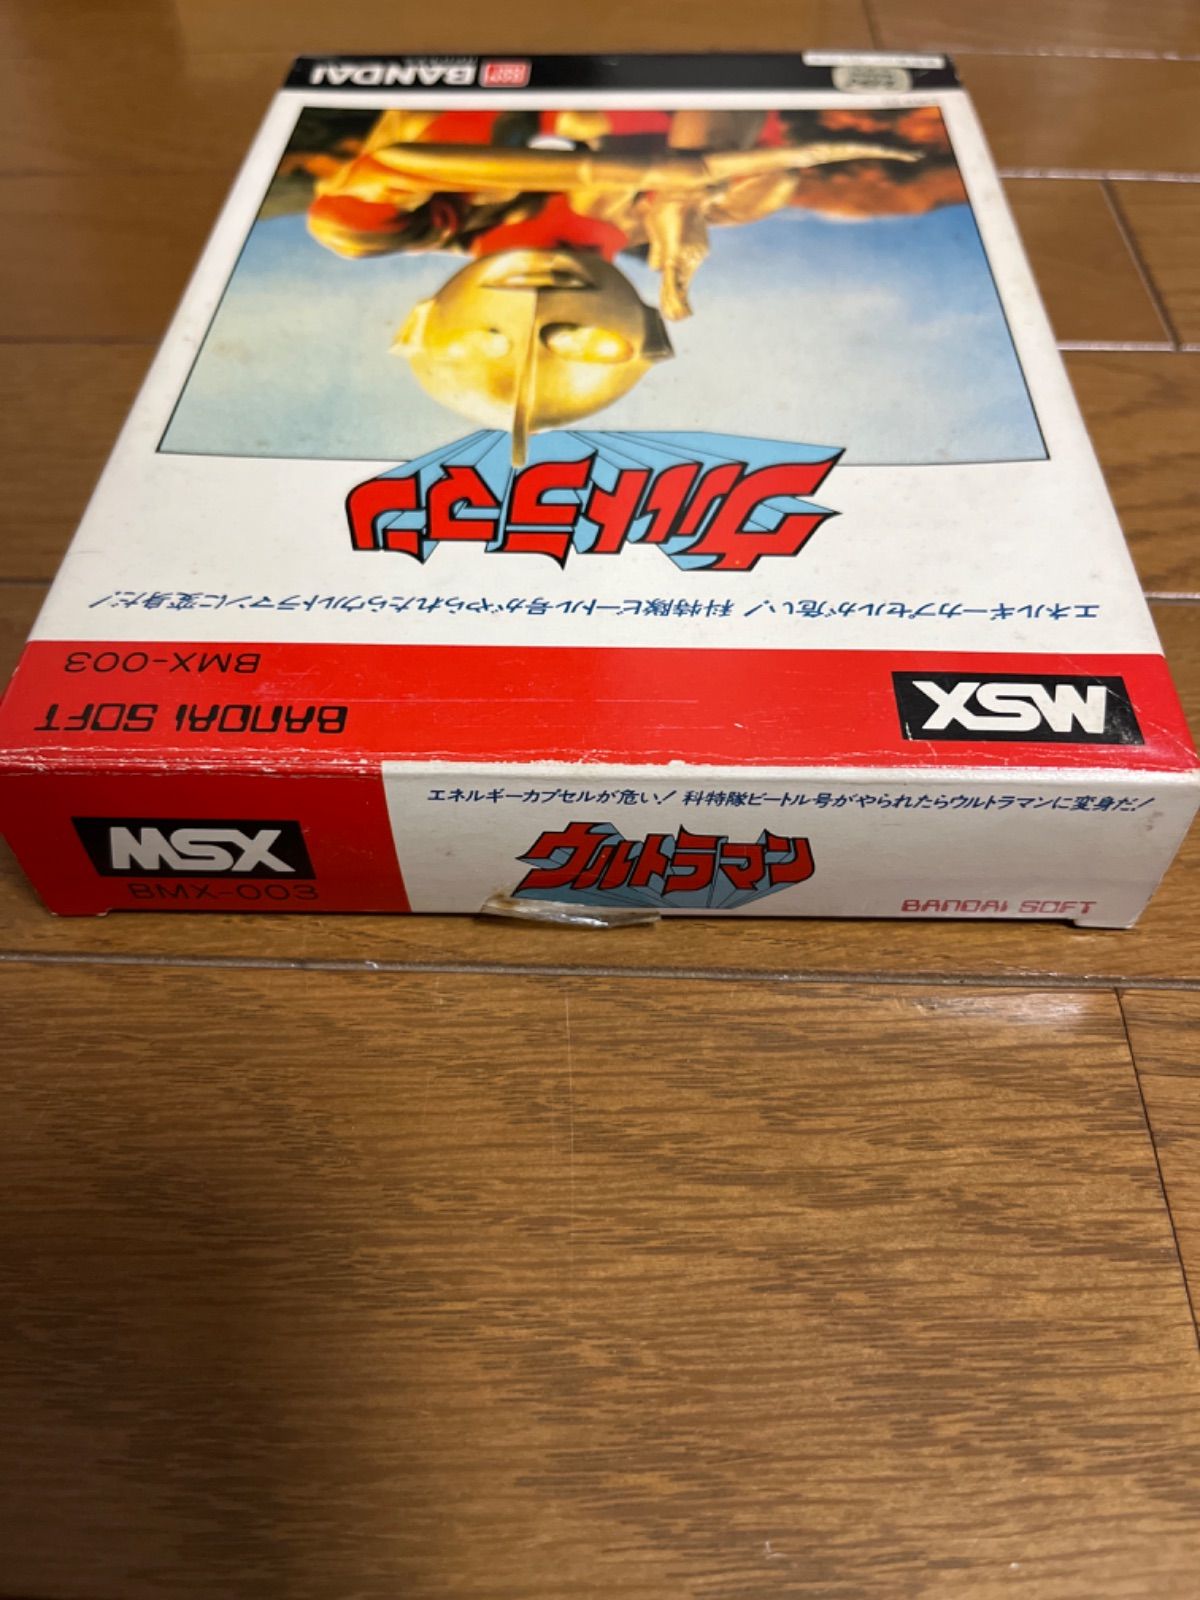 BANDAI
ウルトラマン
エネルギーカプセルが危い! 科特隊ビートル号がやられたらウルトラマンに変身だ!
MSX
BMX-003
BANDAI SOFT
エネルギーカプセルが危い! 科特隊ビートル号がやられたらウルトラマンに変身だ!
MSX
BMX-003
ウルトラマン
BANDAI SOFT